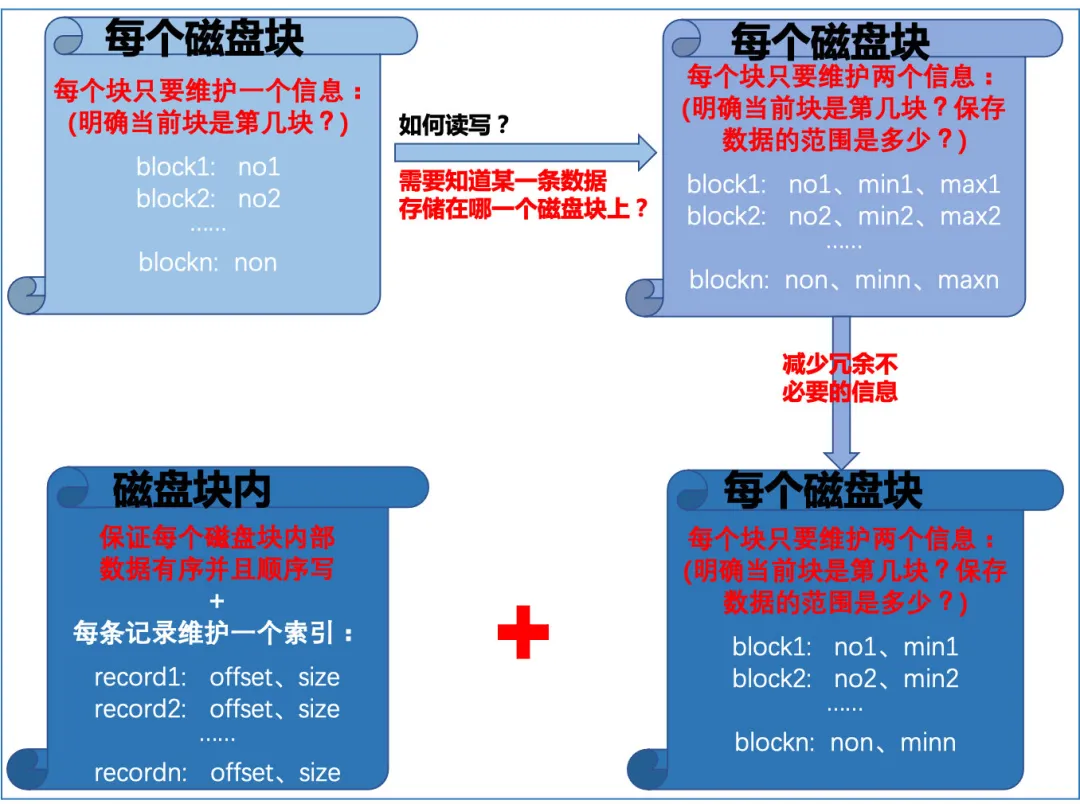 每个磁盘块
每个块只要维护一个信息：
(明确当前块是第几块？)
block1: no1
block2: no2
……
blockn: non
如何读写？
需要知道某一条数据
存储在哪一个磁盘块上？
每个磁盘块
每个块只要维护两个信息：
(明确当前块是第几块？保存
数据的范围是多少？)
block1: no1、min1、max1
block2: no2、min2、max2
……
blockn: non、minn、maxn
减少冗余不
必要的信息
磁盘块内
保证每个磁盘块内部
数据有序并且顺序写
+
每条记录维护一个索引：
record1: offset、size
record2: offset、size
……
recordn: offset、size
每个磁盘块
每个块只要维护两个信息：
(明确当前块是第几块？保存
数据的范围是多少？)
block1: no1、min1
block2: no2、min2
……
blockn: non、minn